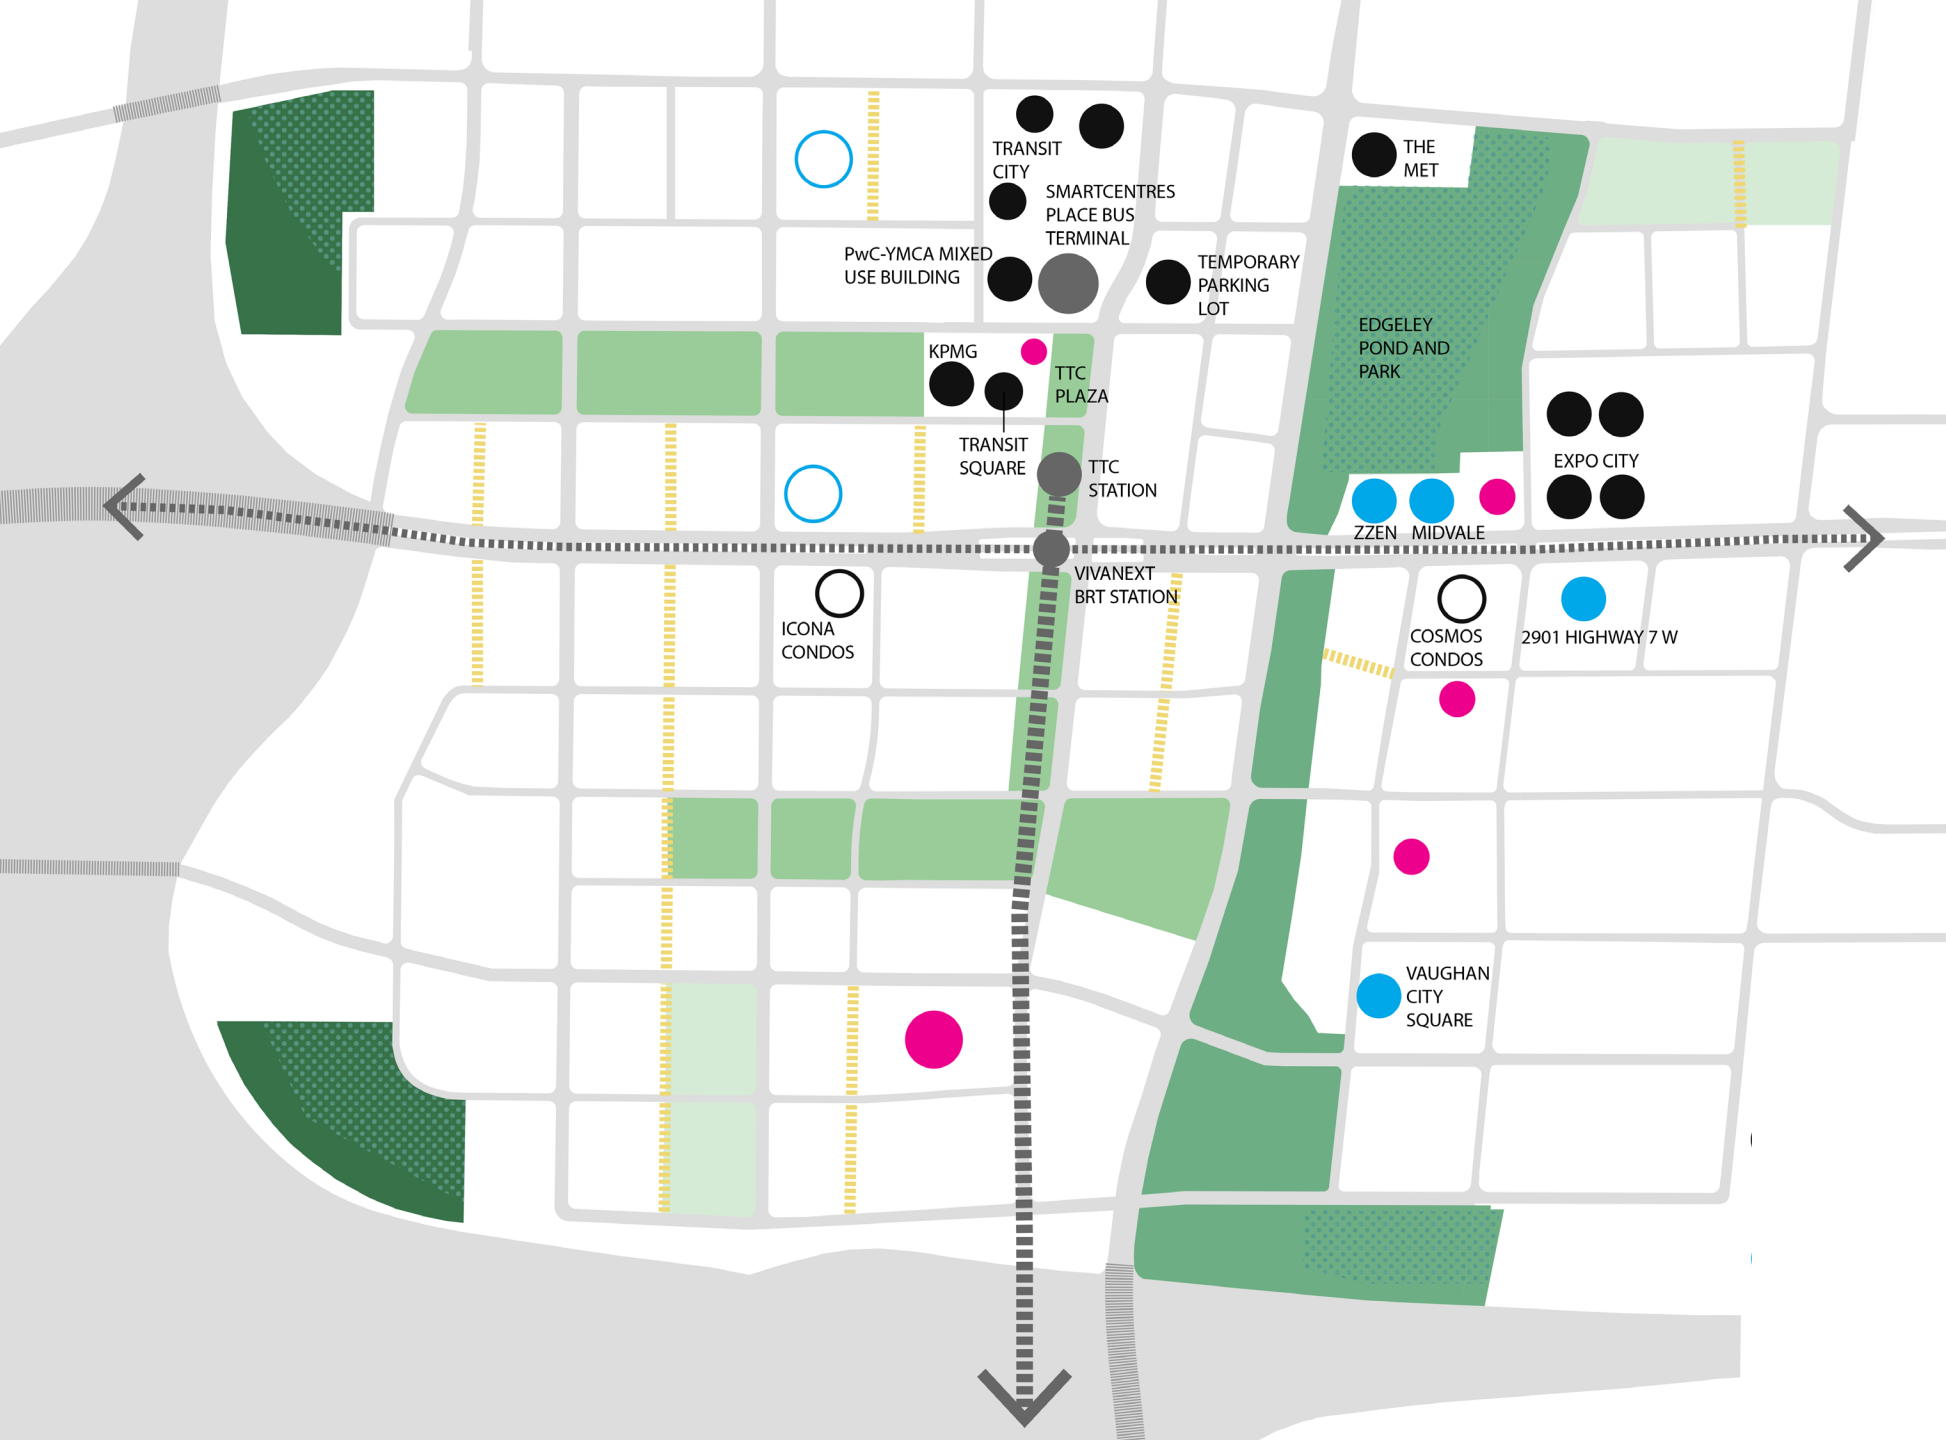 TRANSIT
CITY
THE
MET
SMARTCENTRES
PLACE BUS
TERMINAL
PwC-YMCA MIXED
USE BUILDING
TEMPORARY
PARKING
LOT
EDGELEY
POND AND
PARK
KPMG
TTC
PLAZA
TRANSIT
SQUARE
TTC
STATION
EXPO CITY
ZZEN
MIDVALE
VIVANEXT
BRT STATION
ICONA
CONDOS
COSMOS
CONDOS
2901 HIGHWAY 7 W
VAUGHAN
CITY
SQUARE